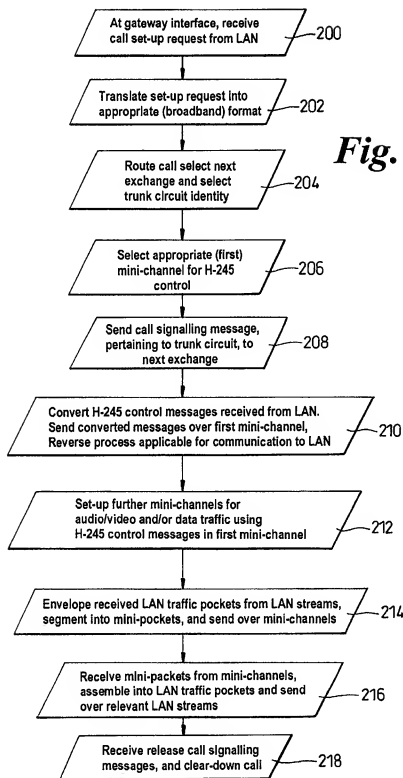 At gateway interface, receive
call set-up request from LAN
200
Translate set-up request into
appropriate (broadband) format
202
Fig.
Route call select next
exchange and select
trunk circuit identity
204
Select appropriate (first)
mini-channel for H-245
control
206
Send call signalling message,
pertaining to trunk circuit, to
next exchange
208
Convert H-245 control messages received from LAN.
Send converted messages over first mini-channel,
Reverse process applicable for communication to LAN
210
Set-up further mini-channels for
audio/video and/or data traffic using
H-245 control messages in first mini-channel
212
Envelope received LAN traffic pockets from LAN streams,
segment into mini-pockets, and send over mini-channels
214
Receive mini-packets from mini-channels,
assemble into LAN traffic pockets and send
over relevant LAN streams
216
Receive release call signalling
messages, and clear-down call
218